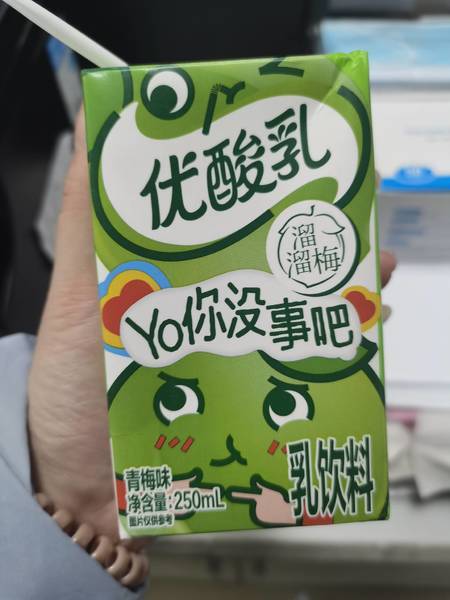 优酸乳
溜
溜梅
Yo你没事吧
青梅味
净含量:250mL
图片仅供参考
乳饮料